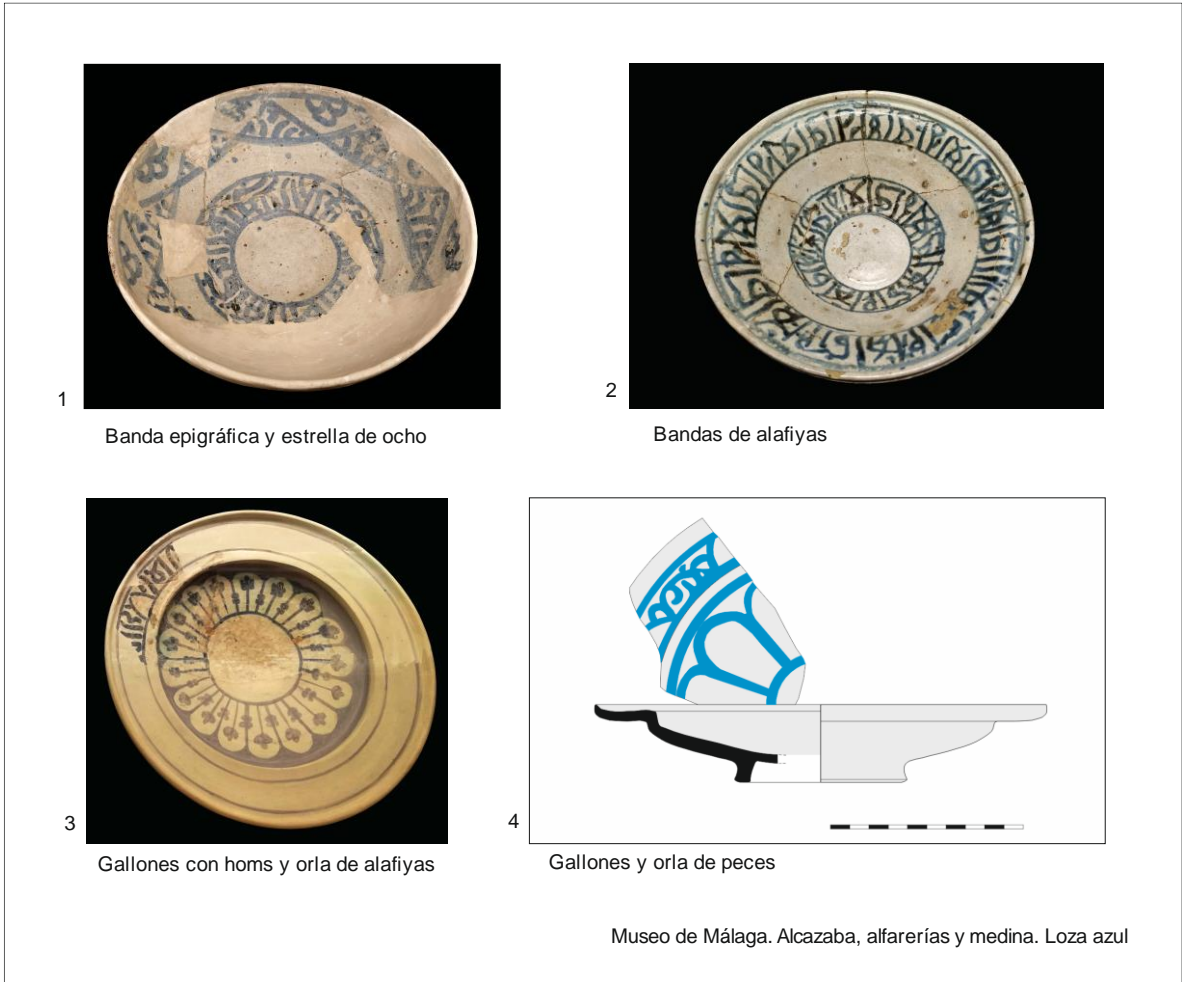 1
Banda epigráfica y estrella de ocho
2
Bandas de alafiyas
3
Gallones con homs y orla de alafiyas
4
Gallones y orla de peces
Museo de Málaga. Alcazaba, alfarerías y medina. Loza azul